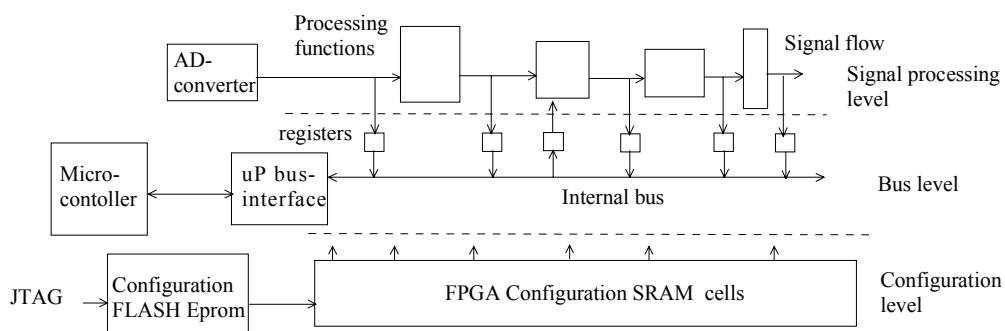 Processing
functions
AD-
converter
Signal flow
Signal processing
level
registers
Micro-
contoller
uP bus-
interface
Internal bus
Bus level
JTAG
Configuration
FLASH Eprom
FPGA Configuration SRAM cells
Configuration
level